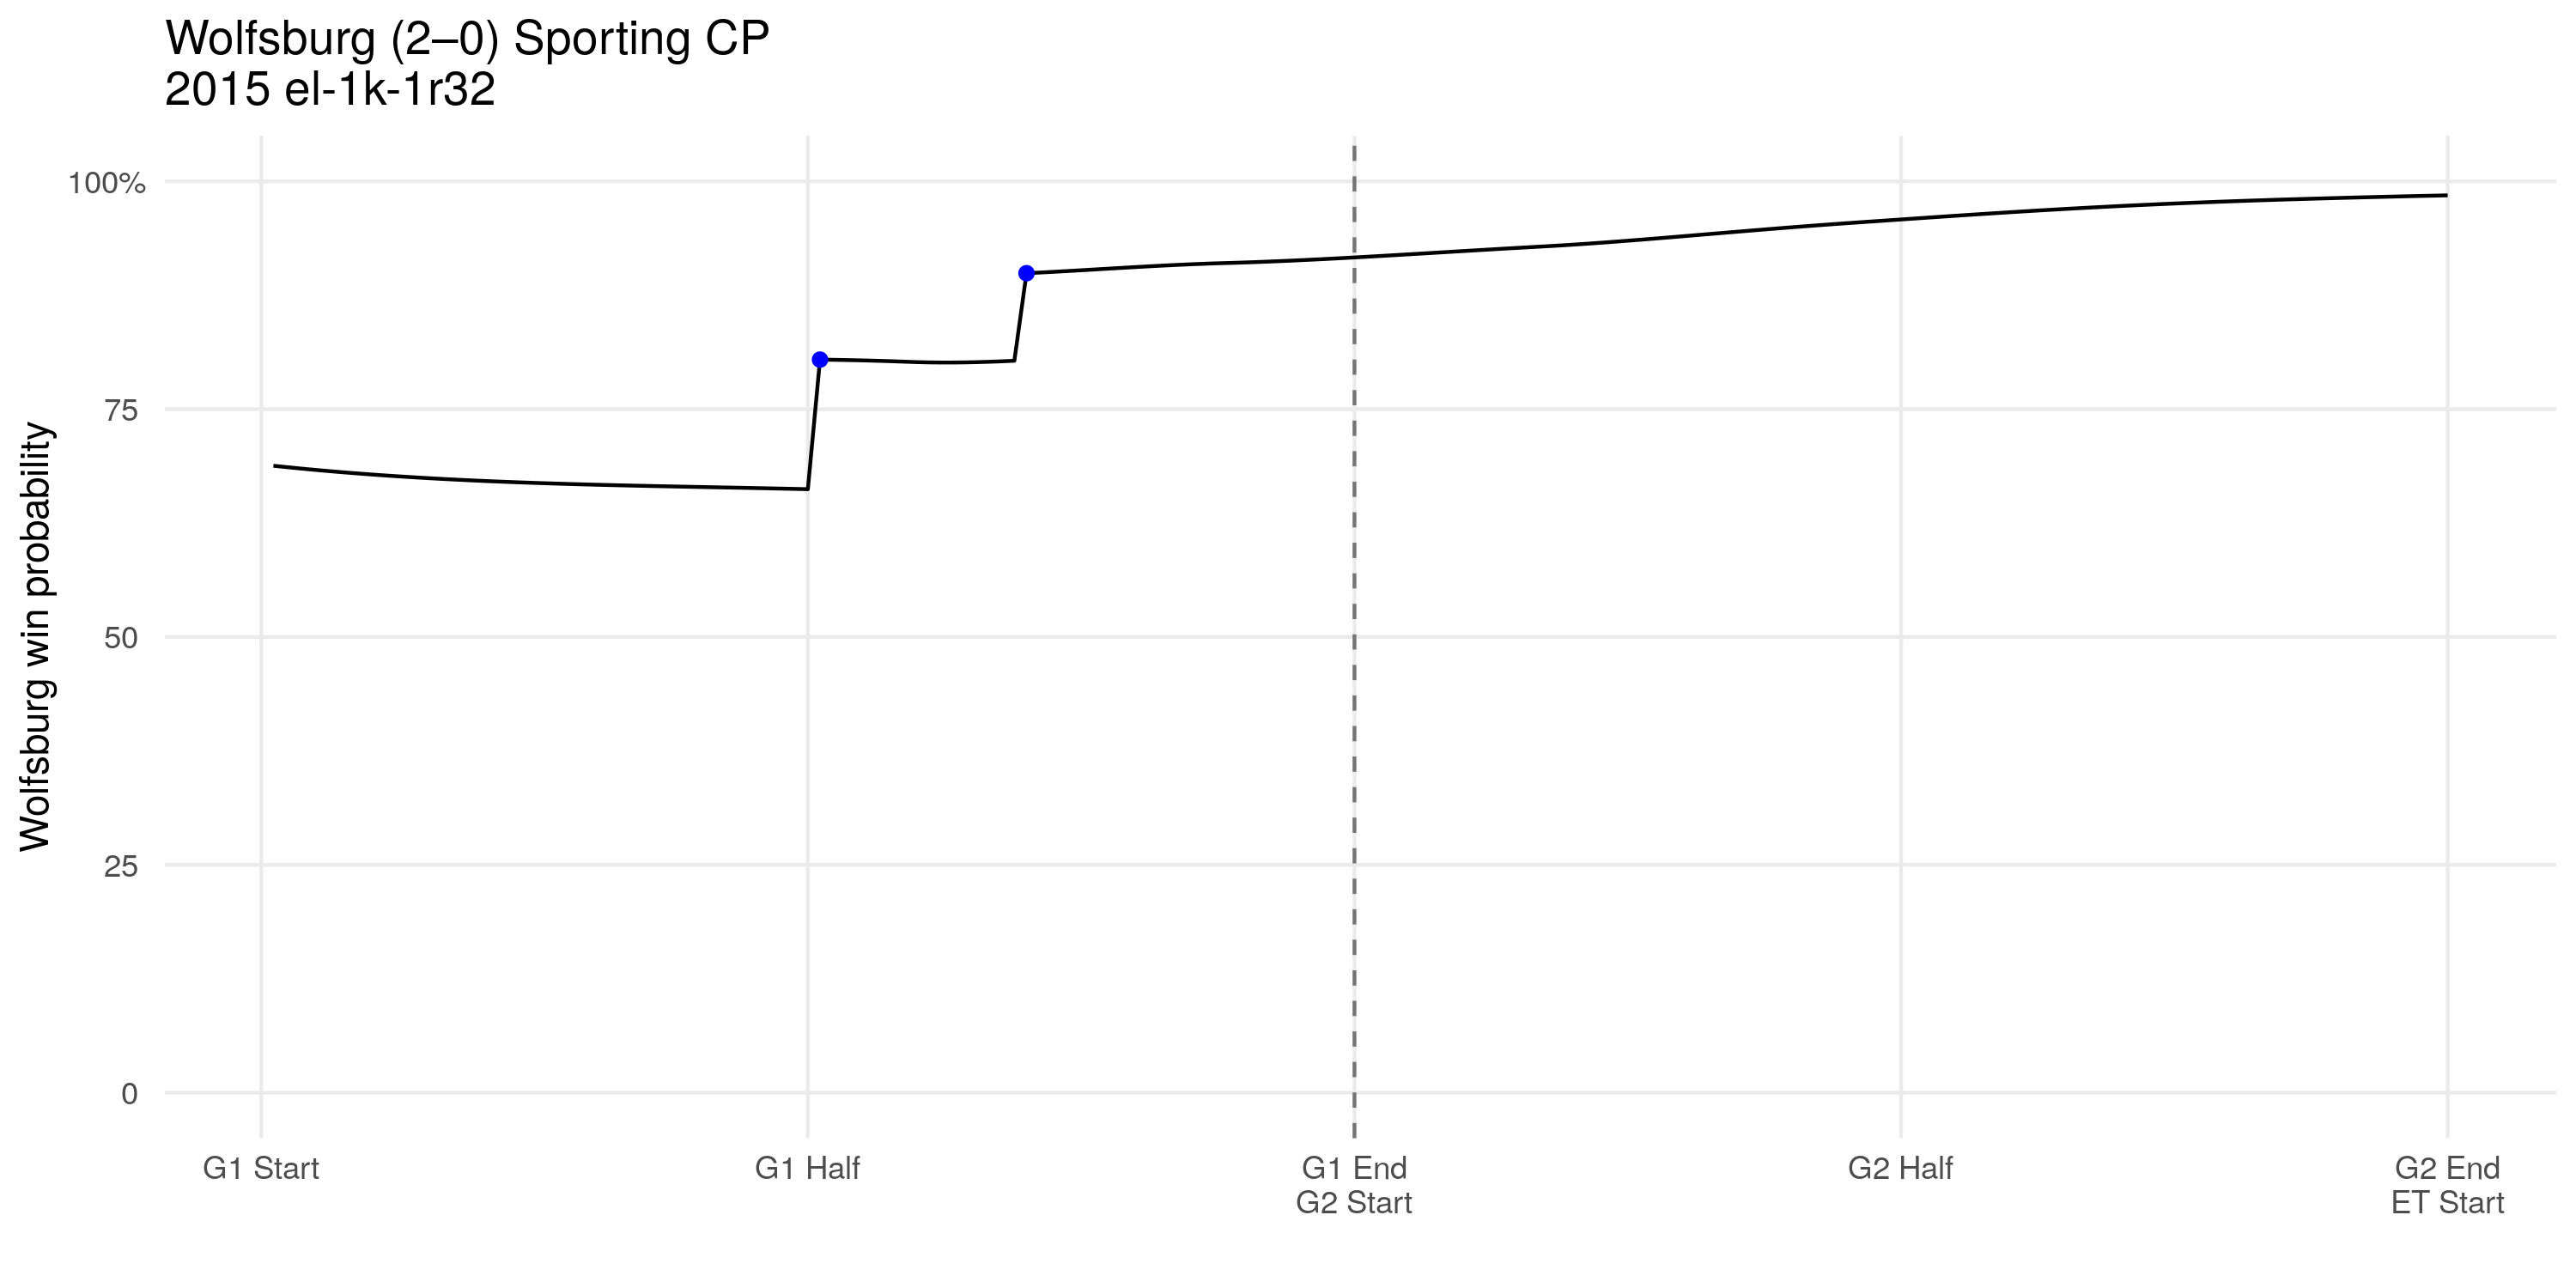 Wolfsburg (2–0) Sporting CP
2015 el-1k-1r32
Wolfsburg win probability
100%
75
50
25
0
G1 Start
G1 Half
G1 End
G2 Start
G2 Half
G2 End
ET Start